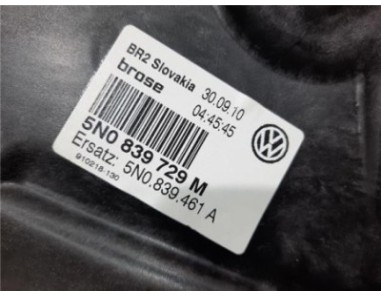 BR2 Slovakia 30.09.10
brose 04:45:45
5N0 839 729 M
Ersatz: 5N0.839.461 A
910218-130